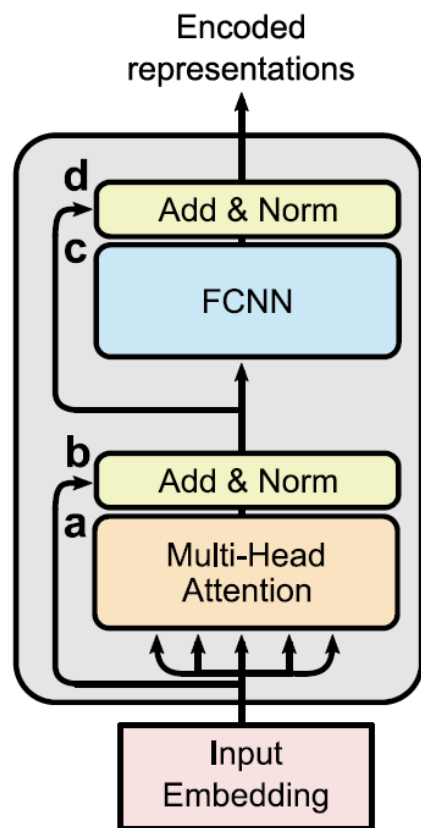 Encoded
representations
d
Add & Norm
c
FCNN
b
Add & Norm
a
Multi-Head
Attention
Input
Embedding